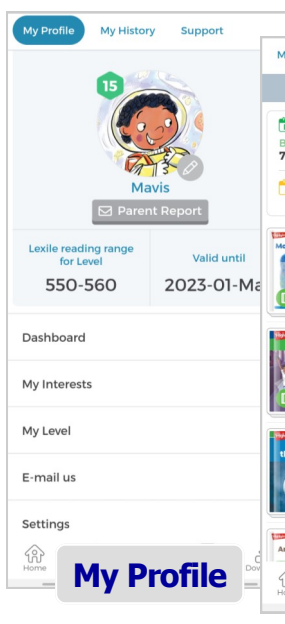 My Profile My History Support
15
Mavis
Parent Report
Lexile reading range
for Level
550-560
Valid until
2023-01-Ma
Dashboard
My Interests
My Level
E-mail us
Settings
Home
My Profile